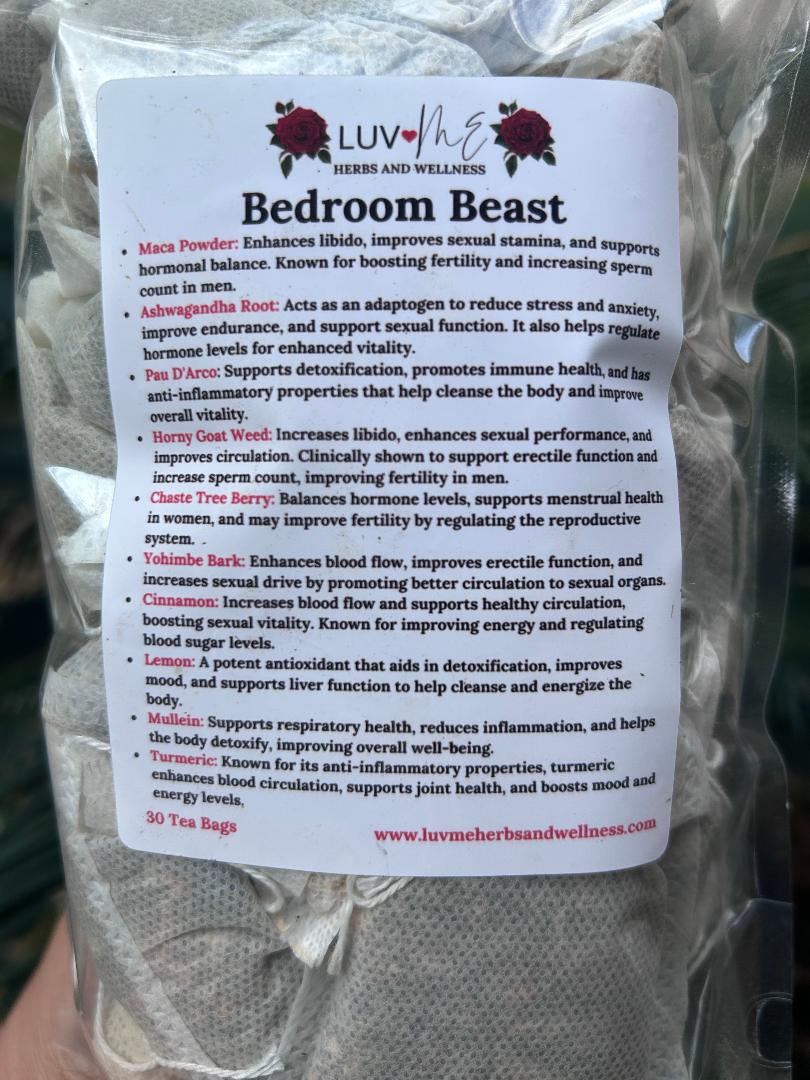 LUV ME
HERBS AND WELLNESS
Bedroom Beast
• Maca Powder: Enhances libido, improves sexual stamina, and supports
hormonal balance. Known for boosting fertility and increasing sperm
count in men.
• Ashwagandha Root: Acts as an adaptogen to reduce stress and anxiety,
improve endurance, and support sexual function. It also helps regulate
hormone levels for enhanced vitality.
• Pau D'Arco: Supports detoxification, promotes immune health, and has
anti-inflammatory properties that help cleanse the body and improve
overall vitality.
• Horny Goat Weed: Increases libido, enhances sexual performance, and
improves circulation. Clinically shown to support erectile function and
increase sperm count, improving fertility in men.
• Chaste Tree Berry: Balances hormone levels, supports menstrual health
in women, and may improve fertility by regulating the reproductive
system.
• Yohimbe Bark: Enhances blood flow, improves erectile function, and
increases sexual drive by promoting better circulation to sexual organs.
• Cinnamon: Increases blood flow and supports healthy circulation,
boosting sexual vitality. Known for improving energy and regulating
blood sugar levels.
• Lemon: A potent antioxidant that aids in detoxification, improves
mood, and supports liver function to help cleanse and energize the
body.
• Mullein: Supports respiratory health, reduces inflammation, and helps
the body detoxify, improving overall well-being.
• Turmeric: Known for its anti-inflammatory properties, turmeric
enhances blood circulation, supports joint health, and boosts mood and
energy levels,
30 Tea Bags
www.luvmeherbsandwellness.com